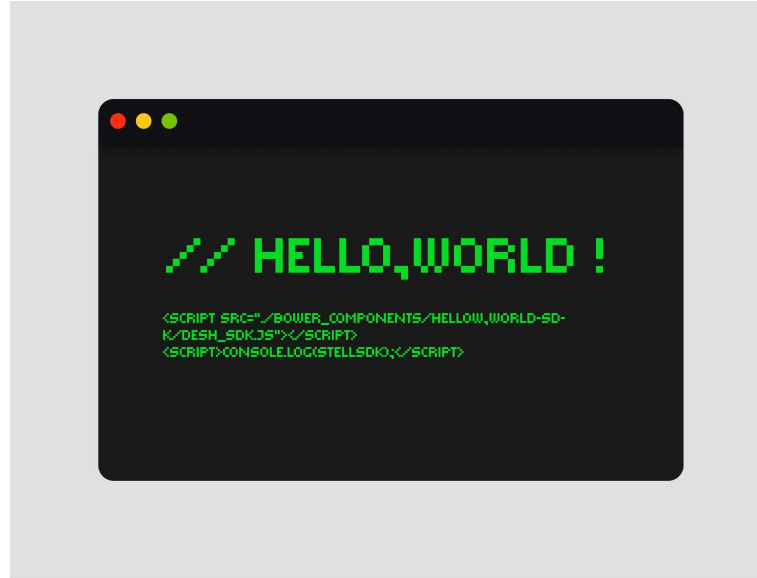 // HELLO,WORLD !
<SCRIPT SRC="./BOWER_COMPONENTS/HELLOW,WORLD-SD-
K/DESH_SDK.JS"></SCRIPT>
<SCRIPT>CONSOLE.LOG(STELLSDK);</SCRIPT>